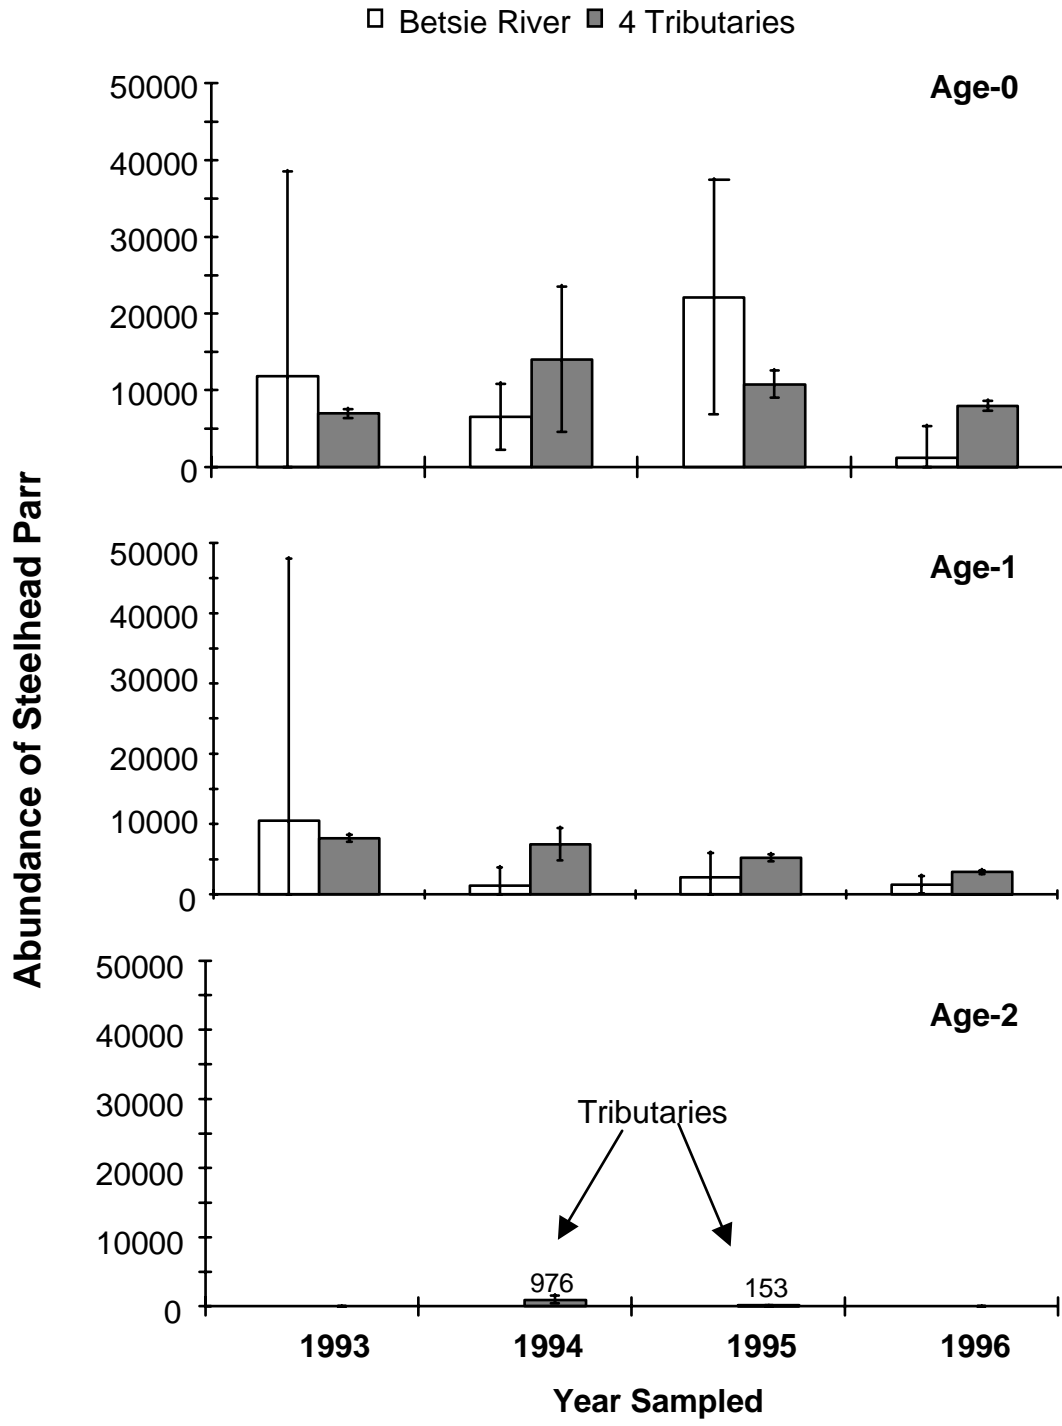 Betsie River 4 Tributaries
Abundance of Steelhead Parr
Age-0
50000
40000
30000
20000
10000
0
Age-1
50000
40000
30000
20000
10000
0
Age-2
50000
40000
30000
20000
10000
0
Tributaries
976
153
1993 1994 1995 1996
Year Sampled